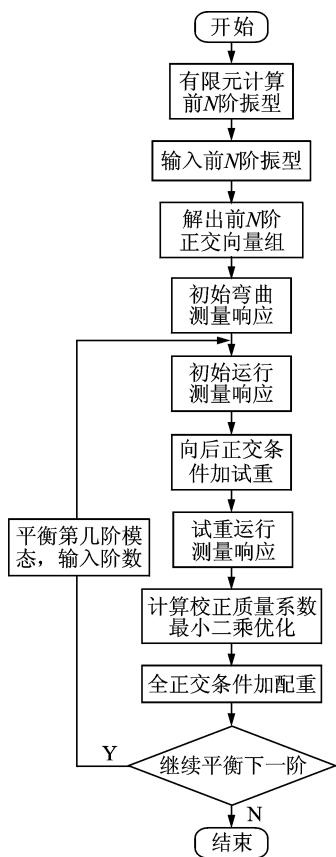 开始
有限元计算
前N阶振型
输入前N阶振型
解出前N阶
正交向量组
初始弯曲
测量响应
初始运行
测量响应
向后正交条
件加试重
平衡第几阶模
态，输入阶数
试重运行
测量响应
计算校正质量系数
最小二乘优化
全正交条件加配重
Y
继续平衡下一阶
N
结束